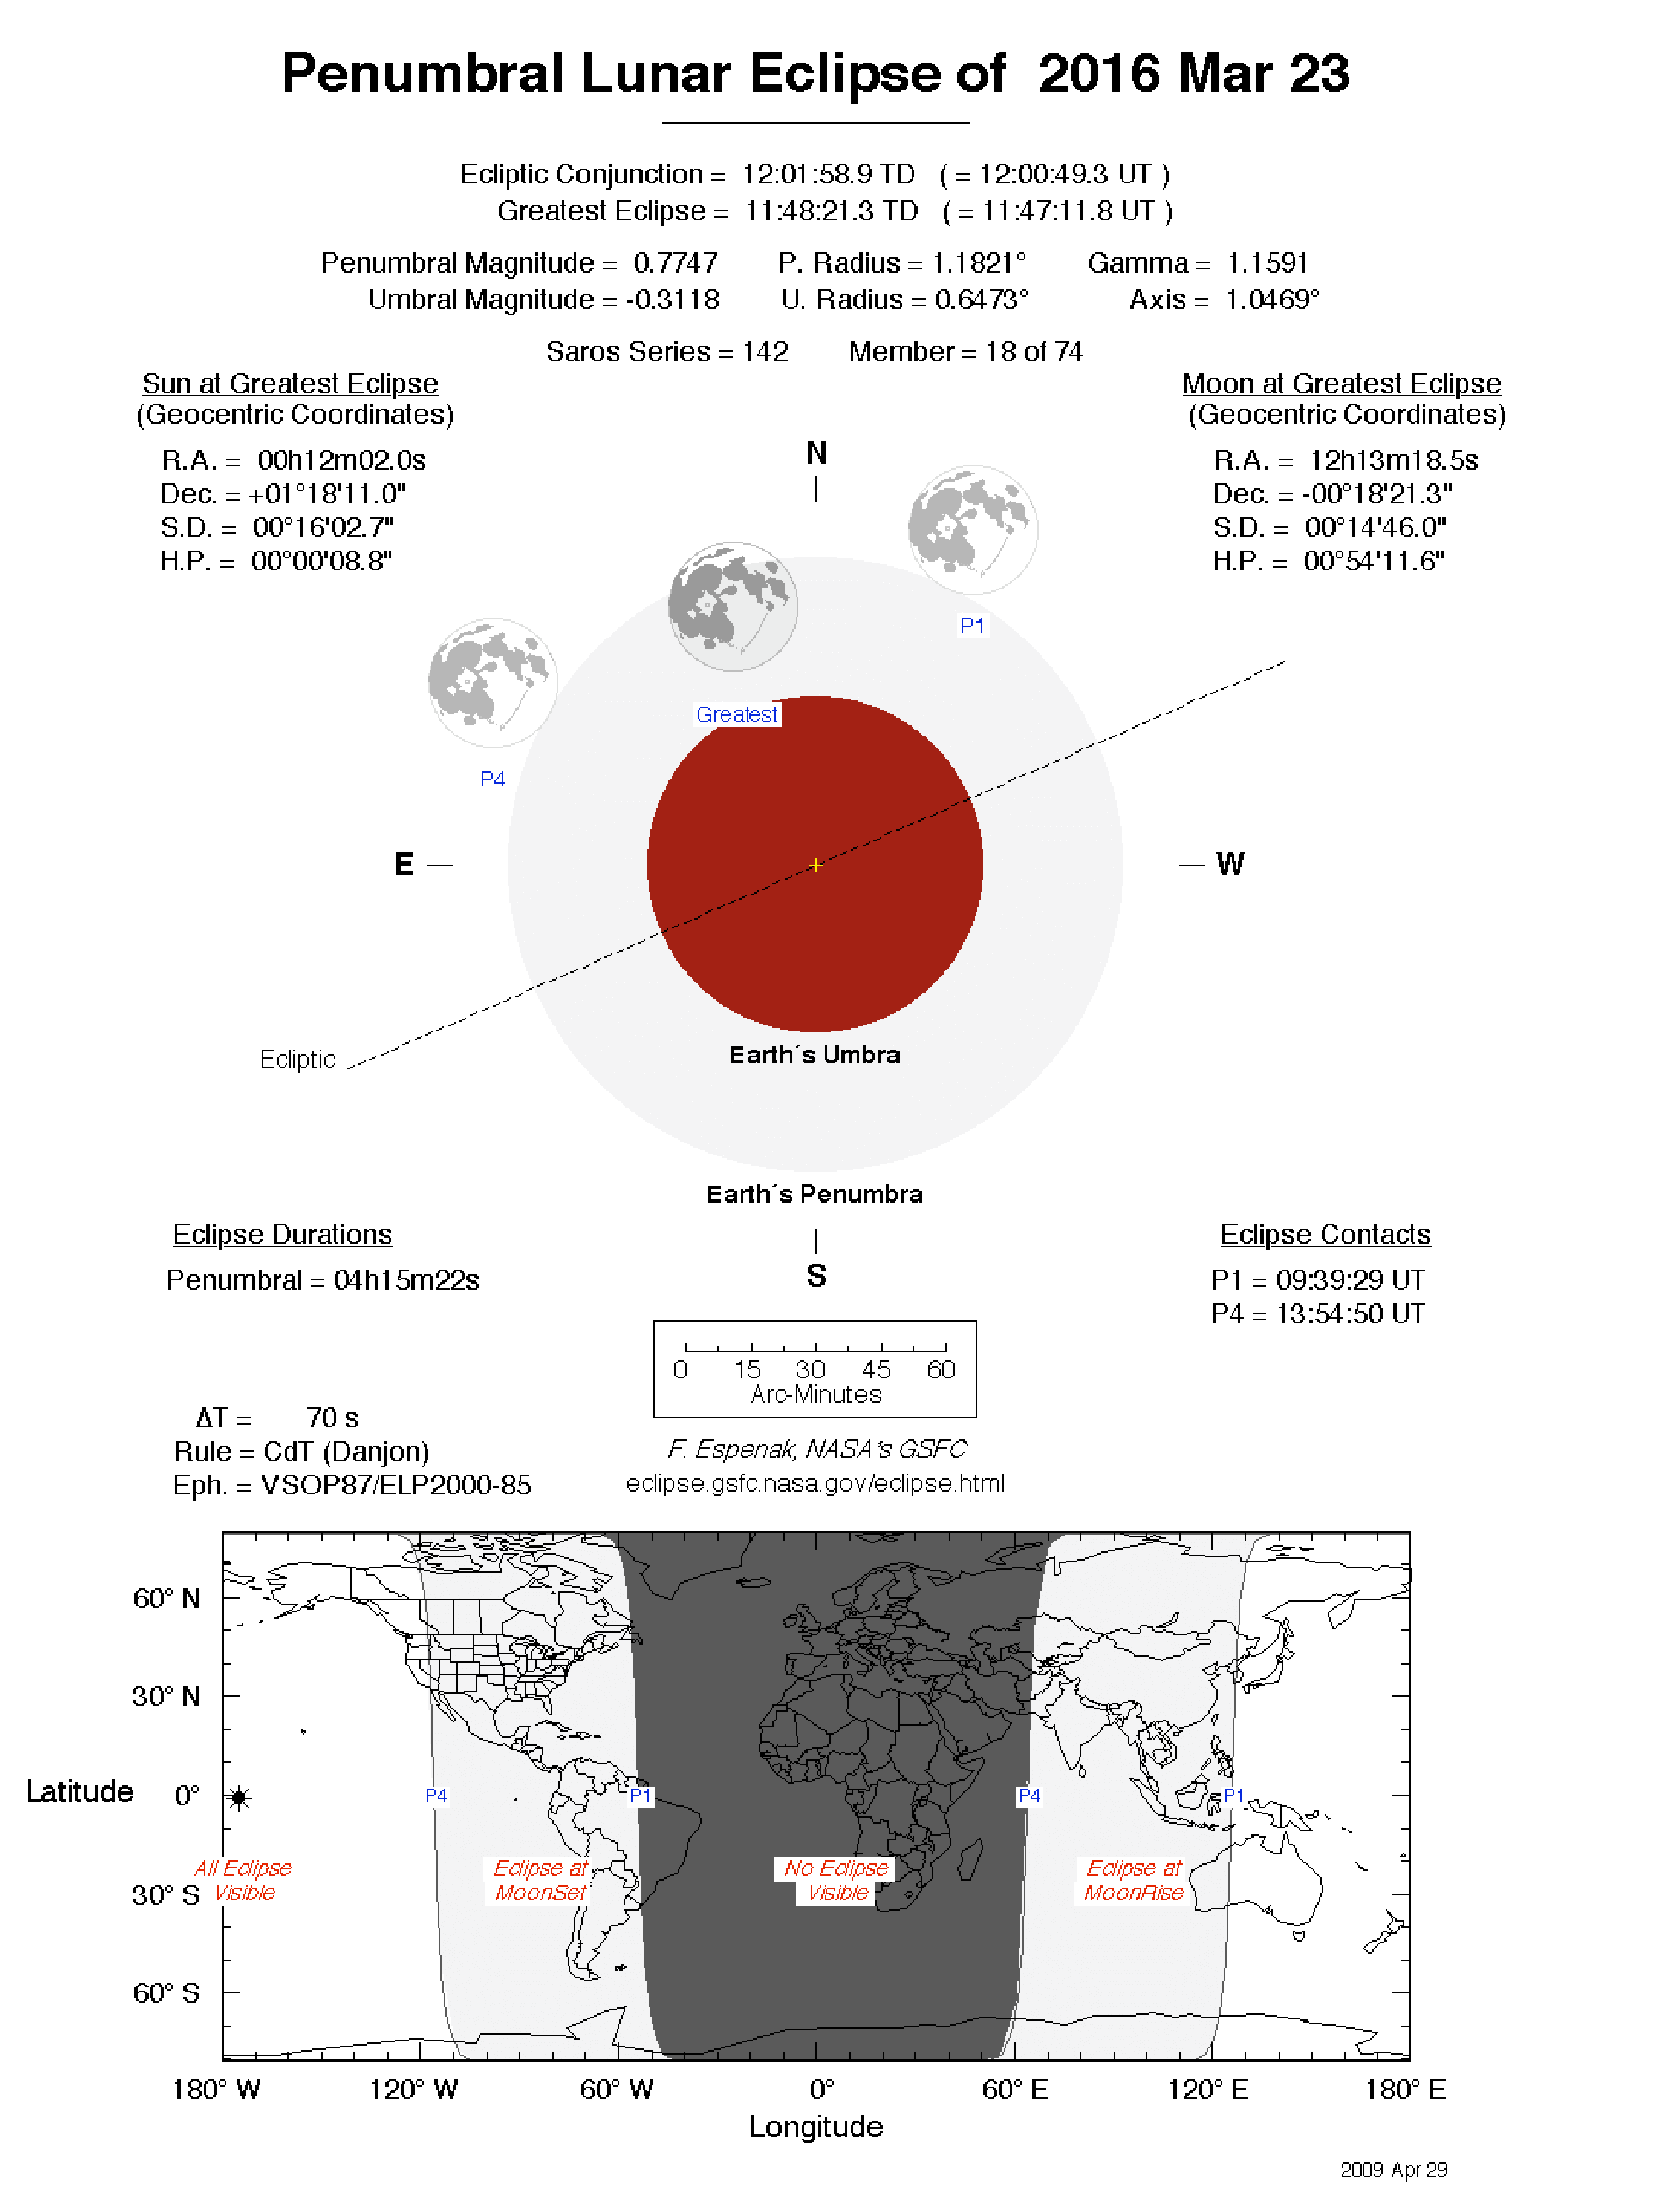 Penumbral Lunar Eclipse of 2016 Mar 23
Ecliptic Conjunction = 12:01:58.9 TD ( = 12:00:49.3 UT )
Greatest Eclipse = 11:48:21.3 TD ( = 11:47:11.8 UT )
Penumbral Magnitude = 0.7747 P. Radius = 1.1821° Gamma = 1.1591
Umbral Magnitude = -0.3118 U. Radius = 0.6473° Axis = 1.0469°
Saros Series = 142 Member = 18 of 74
Sun at Greatest Eclipse
(Geocentric Coordinates)
R.A. = 00h12m02.0s
Dec. = +01°18'11.0"
S.D. = 00°16'02.7"
H.P. = 00°00'08.8"
Moon at Greatest Eclipse
(Geocentric Coordinates)
R.A. = 12h13m18.5s
Dec. = -00°18'21.3"
S.D. = 00°14'46.0"
H.P. = 00°54'11.6"
N
P1
Greatest
P4
E
W
Ecliptic
Earth´s Umbra
Earth´s Penumbra
S
Eclipse Durations
Penumbral = 04h15m22s
Eclipse Contacts
P1 = 09:39:29 UT
P4 = 13:54:50 UT
0 15 30 45 60
Arc-Minutes
ΔT = 70 s
Rule = CdT (Danjon)
Eph. = VSOP87/ELP2000-85
F. Espenak, NASA's GSFC
eclipse.gsfc.nasa.gov/eclipse.html
60° N
30° N
Latitude 0°
30° S
60° S
P4 P1 P4 P1
All Eclipse
Visible
Eclipse at
MoonSet
No Eclipse
Visible
Eclipse at
MoonRise
180° W 120° W 60° W 0° 60° E 120° E 180° E
Longitude
2009 Apr 29